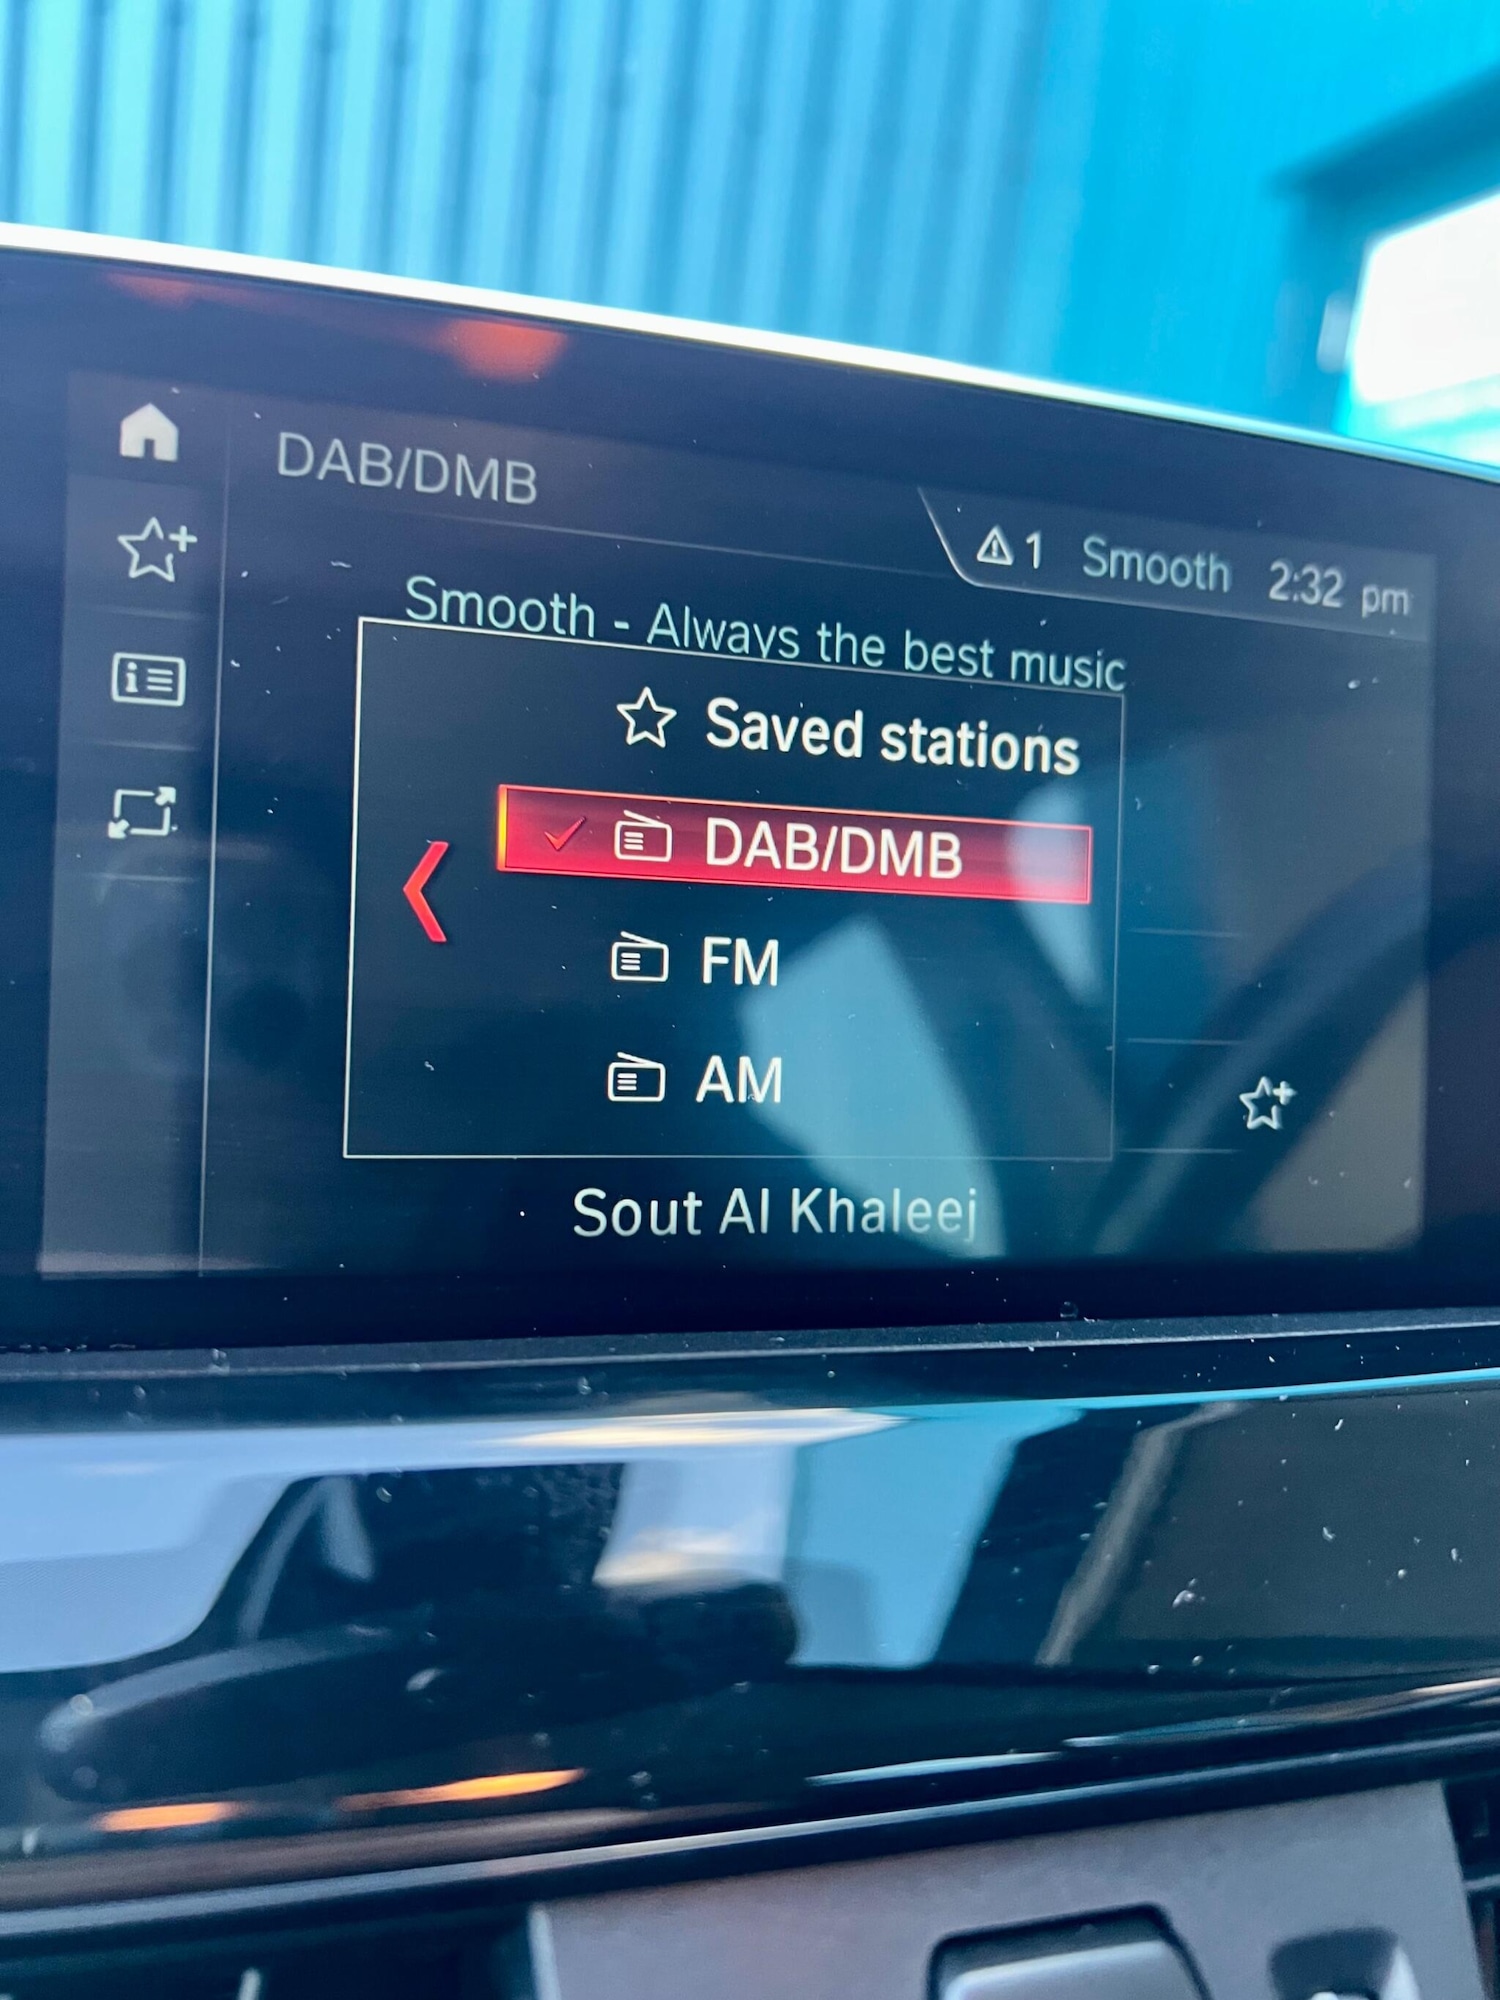 DAB/DMB
1 Smooth 2:32 pm
Smooth - Always the best music
Saved stations
DAB/DMB
FM
AM
Sout Al Khaleej